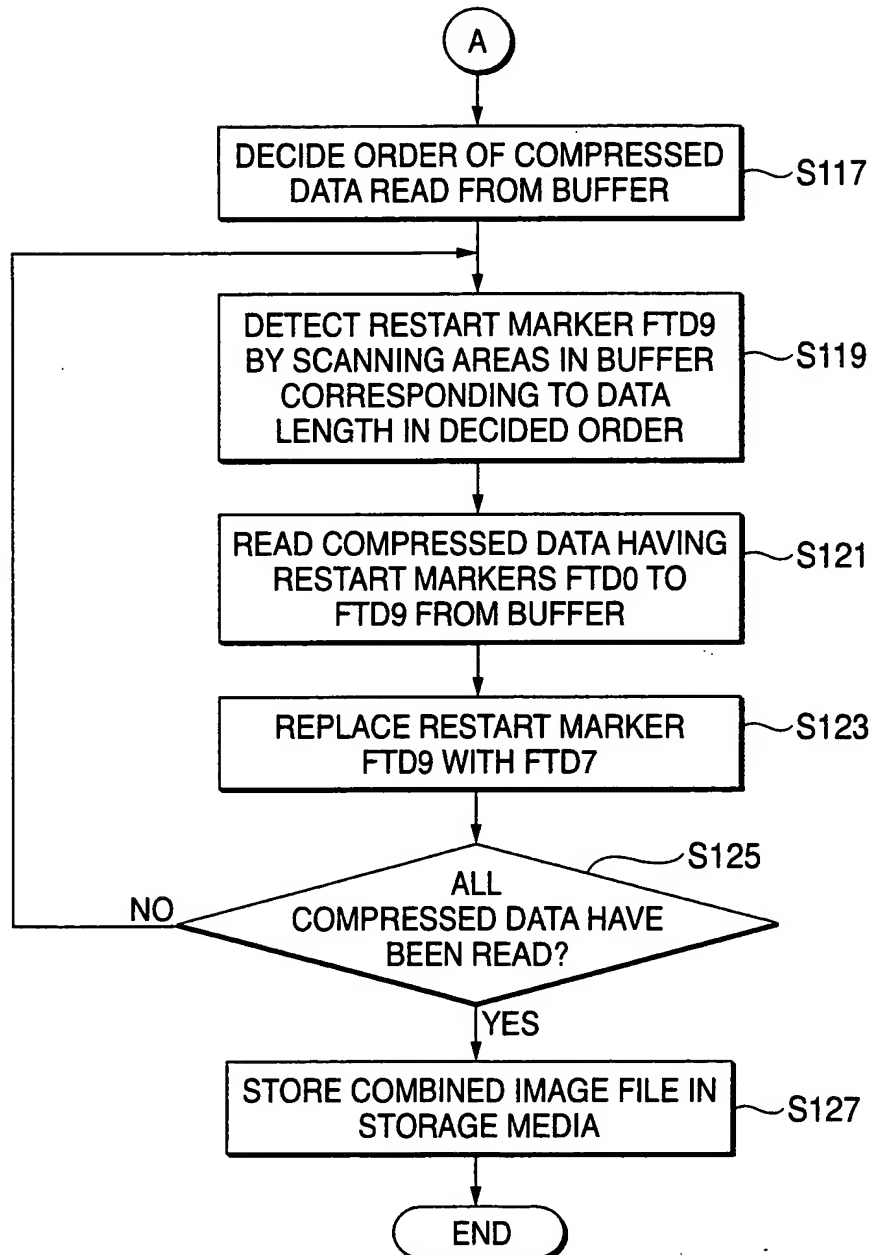 A
DECIDE ORDER OF COMPRESSED
DATA READ FROM BUFFER
S117
DETECT RESTART MARKER FTD9
BY SCANNING AREAS IN BUFFER
CORRESPONDING TO DATA
LENGTH IN DECIDED ORDER
S119
READ COMPRESSED DATA HAVING
RESTART MARKERS FTD0 TO
FTD9 FROM BUFFER
S121
REPLACE RESTART MARKER
FTD9 WITH FTD7
S123
S125
ALL
COMPRESSED DATA HAVE
BEEN READ?
NO
YES
STORE COMBINED IMAGE FILE IN
STORAGE MEDIA
S127
END